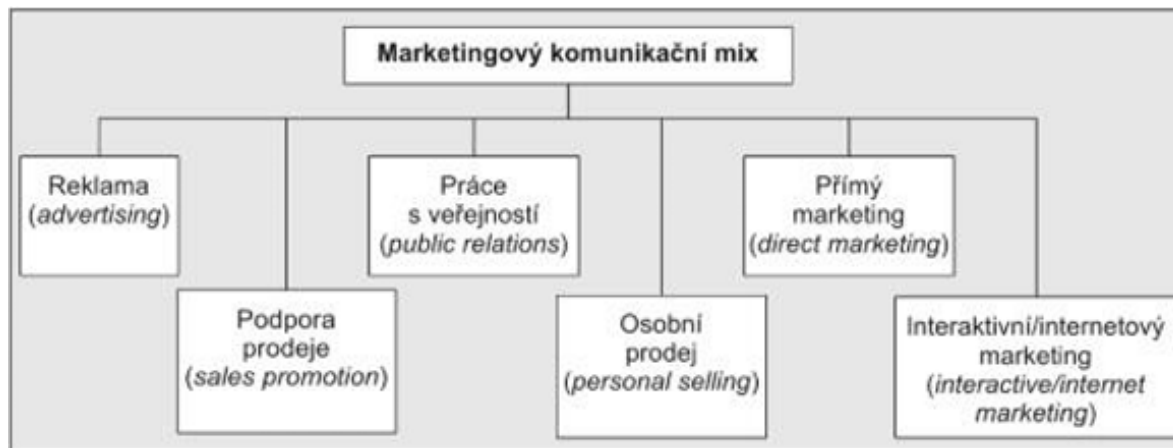 Marketingový komunikační mix
Reklama
(advertising)
Práce
s veřejností
(public relations)
Přímý
marketing
(direct marketing)
Podpora
prodeje
(sales promotion)
Osobní
prodej
(personal selling)
Interaktivní/internetový
marketing
(interactive/internet
marketing)